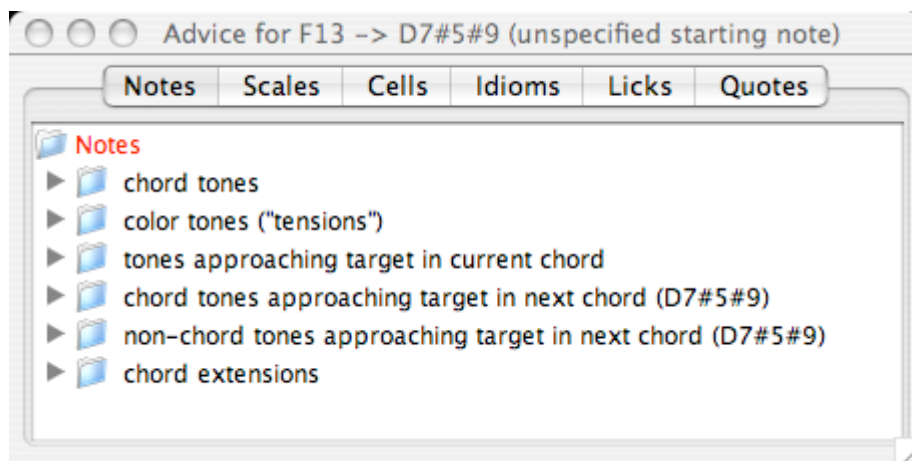 Advice for F13 -> D7#5#9 (unspecified starting note)
Notes Scales Cells Idioms Licks Quotes
Notes
chord tones
color tones ("tensions")
tones approaching target in current chord
chord tones approaching target in next chord (D7#5#9)
non-chord tones approaching target in next chord (D7#5#9)
chord extensions